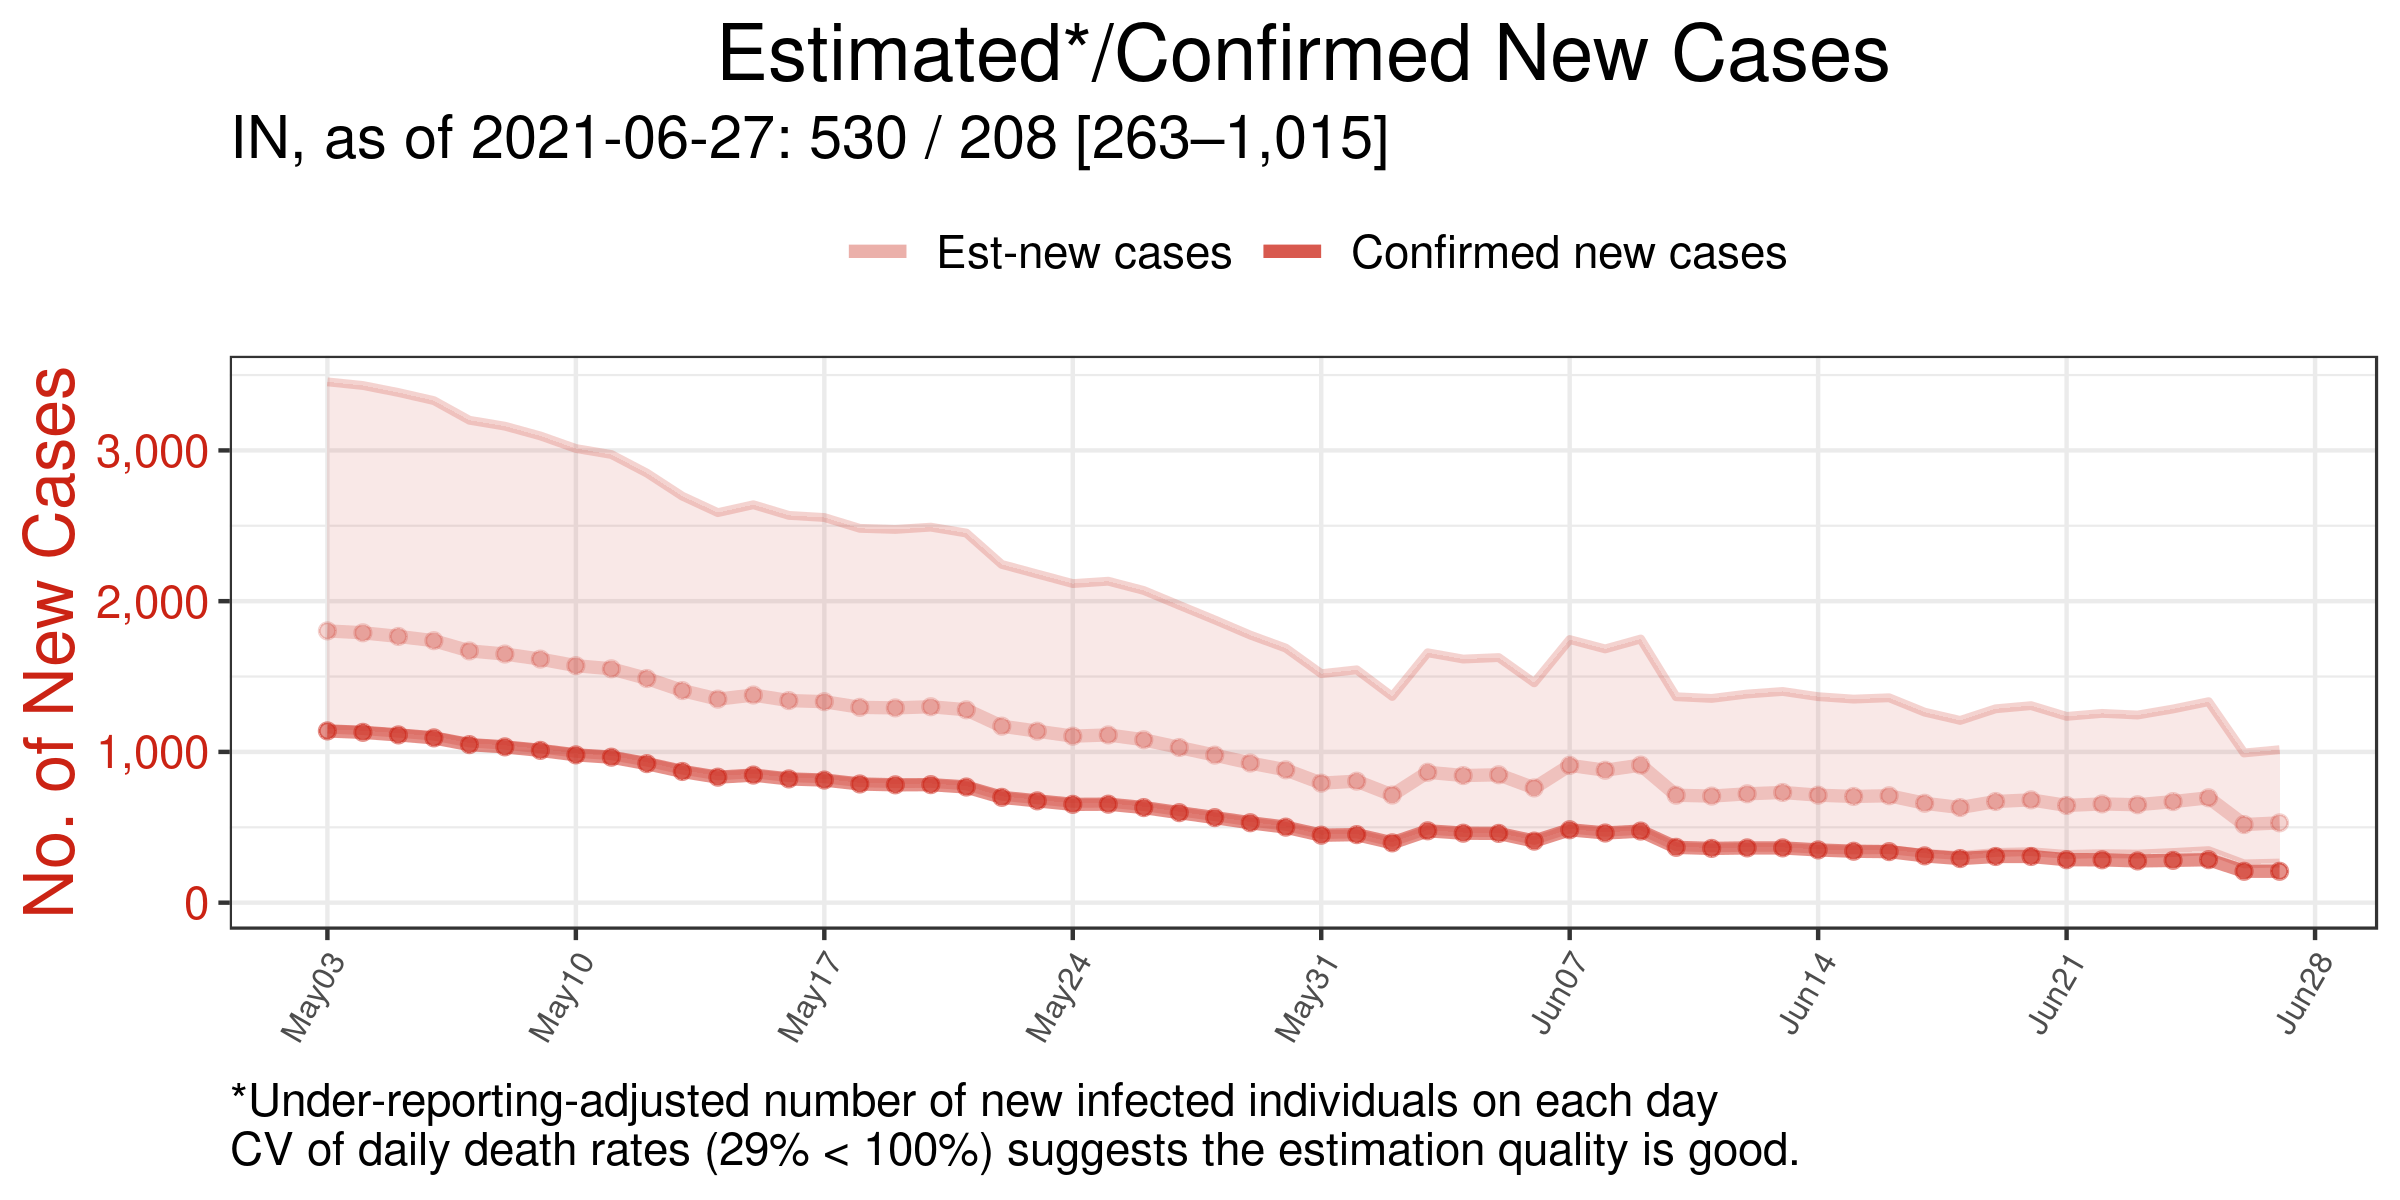 Estimated*/Confirmed New Cases
IN, as of 2021-06-27: 530 / 208 [263–1,015]
Est-new cases
Confirmed new cases
No. of New Cases
3,000
2,000
1,000
0
May03
May10
May17
May24
May31
Jun07
Jun14
Jun21
Jun28
*Under-reporting-adjusted number of new infected individuals on each day
CV of daily death rates (29% < 100%) suggests the estimation quality is good.